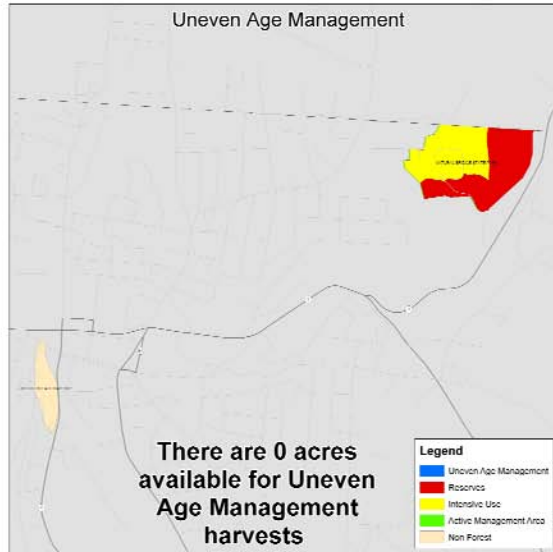 Uneven Age Management
There are 0 acres
available for Uneven
Age Management
harvests
Legend
Uneven Age Management
Reserves
Intensive Use
Active Management Area
Non Forest